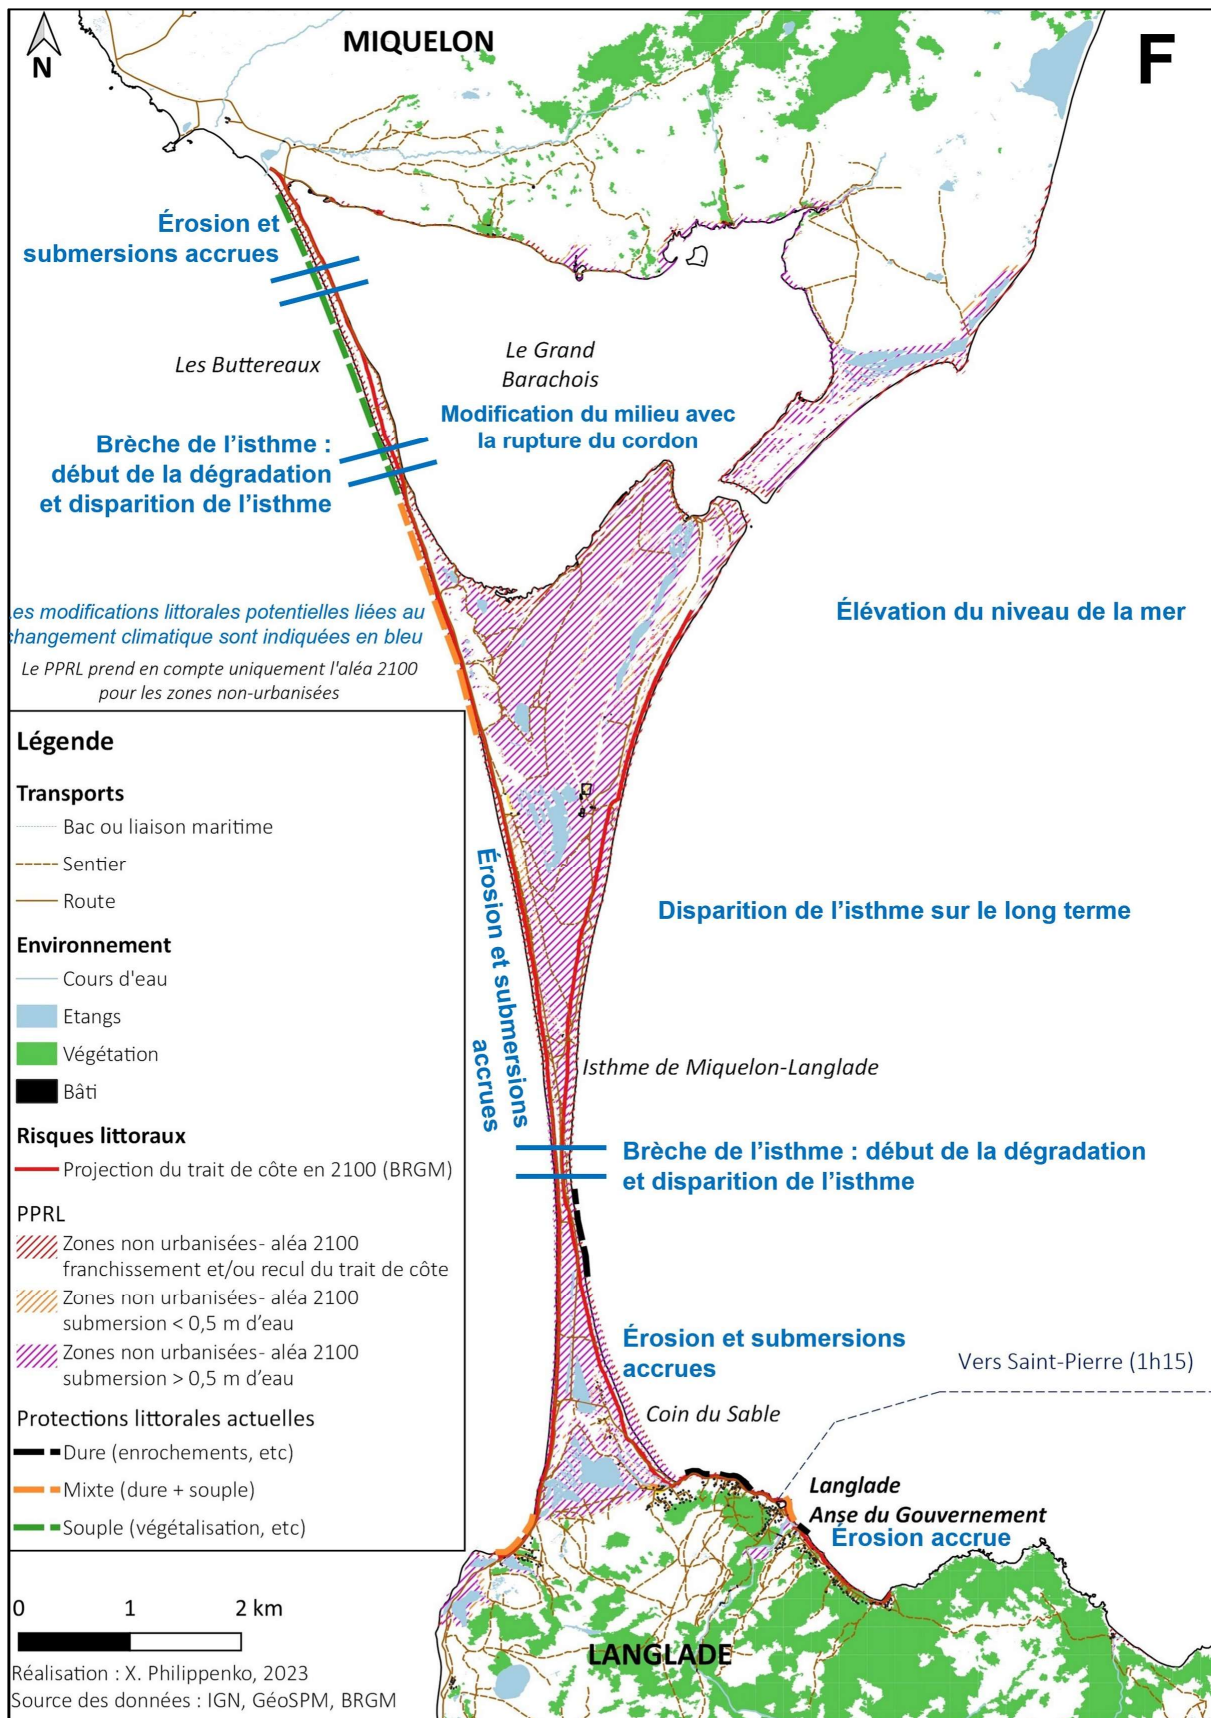 N
MIQUELON
F
Érosion et
submersions accrues
Les Buttereaux
Le Grand
Barachois
Modification du milieu avec
la rupture du cordon
Brèche de l’isthme :
début de la dégradation
et disparition de l’isthme
es modifications littorales potentielles liées au
changement climatique sont indiquées en bleu
Le PPRL prend en compte uniquement l'aléa 2100
pour les zones non-urbanisées
Élévation du niveau de la mer
Disparition de l’isthme sur le long terme
Érosion et submersions
accrues
Isthme de Miquelon-Langlade
Brèche de l’isthme : début de la dégradation
et disparition de l’isthme
Érosion et submersions
accrues
Vers Saint-Pierre (1h15)
Coin du Sable
Langlade
Anse du Gouvernement
Érosion accrue
LANGLADE
Légende
Transports
Bac ou liaison maritime
Sentier
Route
Environnement
Cours d'eau
Etangs
Végétation
Bâti
Risques littoraux
Projection du trait de côte en 2100 (BRGM)
PPRL
Zones non urbanisées- aléa 2100
franchissement et/ou recul du trait de côte
Zones non urbanisées- aléa 2100
submersion < 0,5 m d’eau
Zones non urbanisées- aléa 2100
submersion > 0,5 m d’eau
Protections littorales actuelles
Dure (enrochements, etc)
Mixte (dure + souple)
Souple (végétalisation, etc)
0 1 2 km
Réalisation : X. Philippenko, 2023
Source des données : IGN, GéoSPM, BRGM